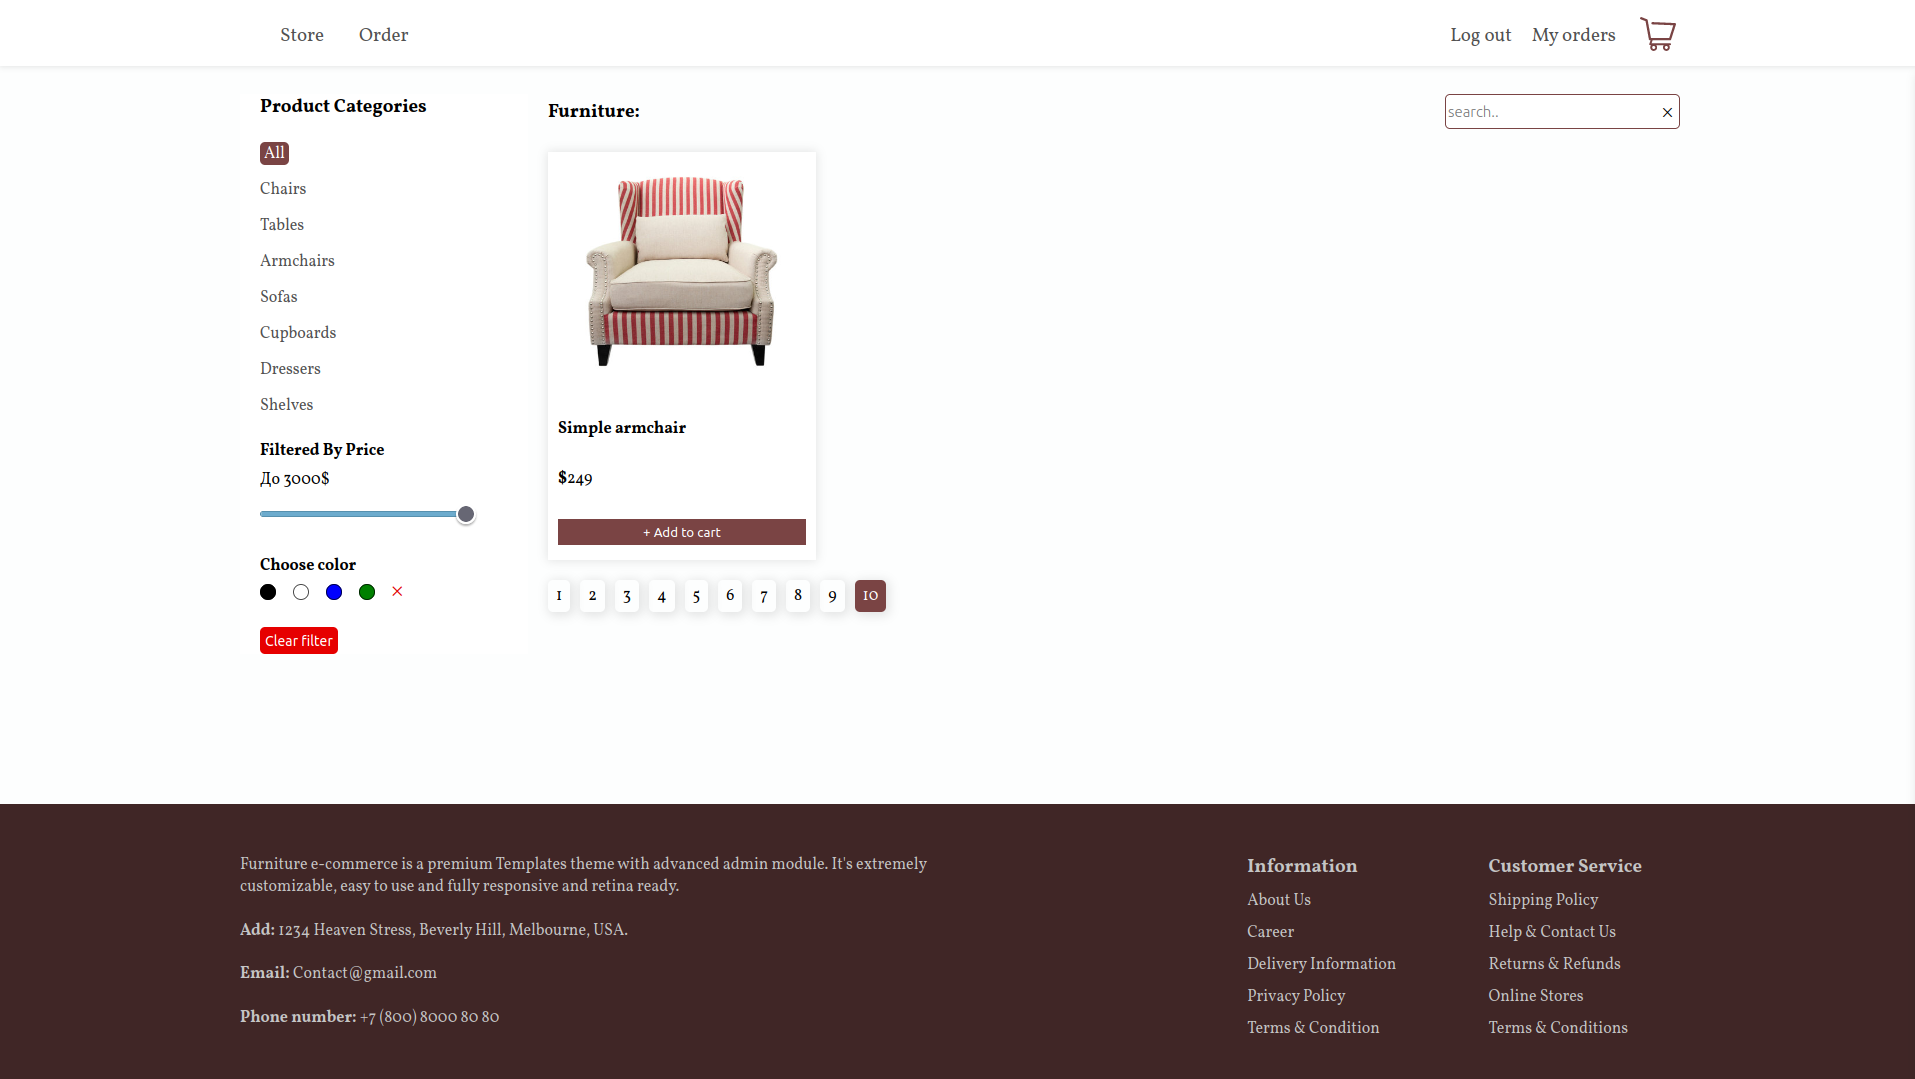 Store Order Log out My orders
Product Categories
All
Chairs
Tables
Armchairs
Sofas
Cupboards
Dressers
Shelves
Filtered By Price
До 3000$
Choose color
Clear filter
Furniture:
search..
Simple armchair
$249
+ Add to cart
1 2 3 4 5 6 7 8 9 10
Furniture e-commerce is a premium Templates theme with advanced admin module. It's extremely
customizable, easy to use and fully responsive and retina ready.
Add: 1234 Heaven Stress, Beverly Hill, Melbourne, USA.
Email: Contact@gmail.com
Phone number: +7 (800) 8000 80 80
Information
About Us
Career
Delivery Information
Privacy Policy
Terms & Condition
Customer Service
Shipping Policy
Help & Contact Us
Returns & Refunds
Online Stores
Terms & Conditions